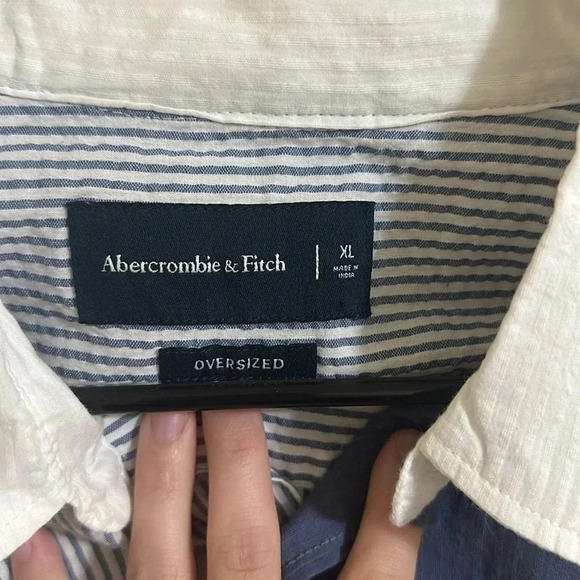 Abercrombie & Fitch
XL
MADE IN
INDIA
OVERSIZED